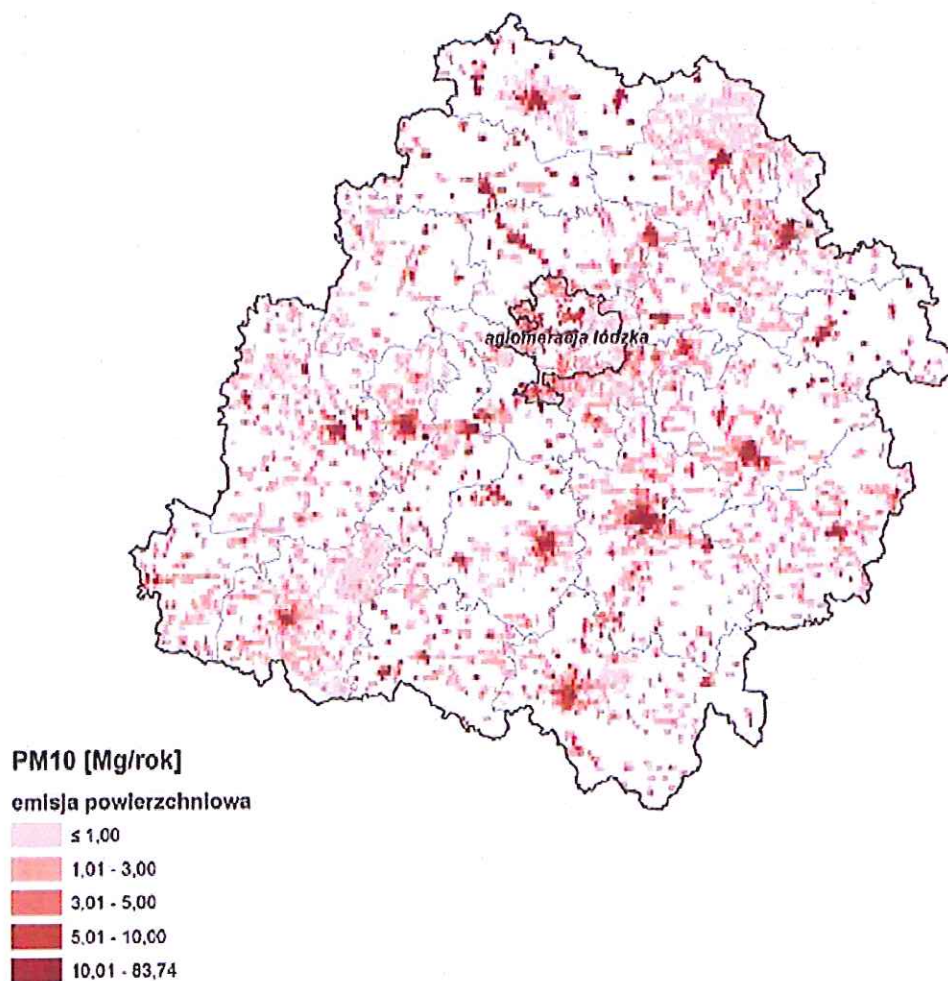 aglomeracja łódzka
PM10 [Mg/rok]
emisja powierzchniowa
≤ 1,00
1,01 - 3,00
3,01 - 5,00
5,01 - 10,00
10,01 - 83,74